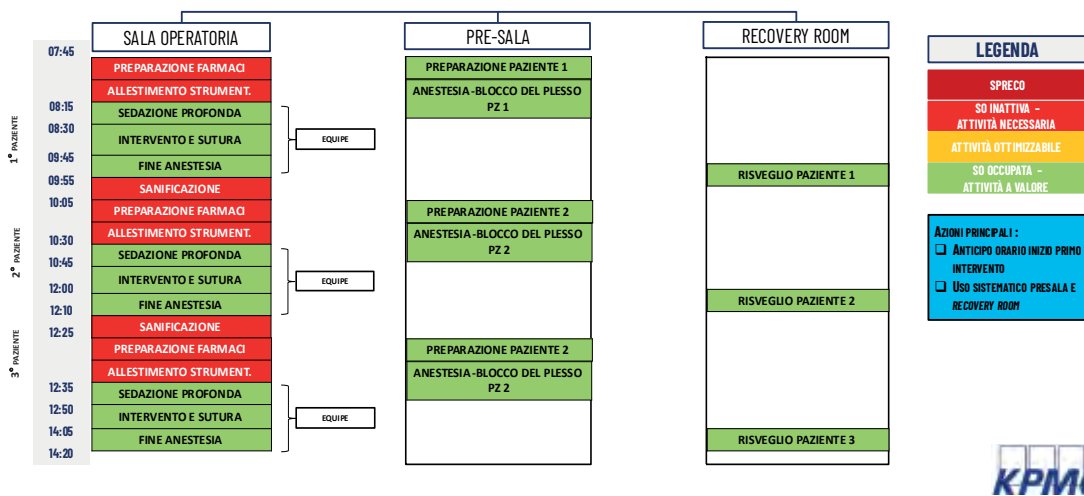 SALA OPERATORIA
PRE-SALA
RECOVERY ROOM
07:45
PREPARAZIONE FARMACI
ALLESTIMENTO STRUMENT.
08:15
SEDAZIONE PROFONDA
08:30
INTERVENTO E SUTURA
09:45
FINE ANESTESIA
09:55
SANIFICAZIONE
10:05
PREPARAZIONE FARMACI
ALLESTIMENTO STRUMENT.
10:30
SEDAZIONE PROFONDA
10:45
INTERVENTO E SUTURA
12:00
FINE ANESTESIA
12:10
SANIFICAZIONE
12:25
PREPARAZIONE FARMACI
ALLESTIMENTO STRUMENT.
12:35
SEDAZIONE PROFONDA
12:50
INTERVENTO E SUTURA
14:05
FINE ANESTESIA
14:20
1° PAZIENTE
2° PAZIENTE
3° PAZIENTE
EQUIPE
EQUIPE
EQUIPE
PREPARAZIONE PAZIENTE 1
ANESTESIA-BLOCCO DEL PLESSO
PZ 1
PREPARAZIONE PAZIENTE 2
ANESTESIA-BLOCCO DEL PLESSO
PZ 2
PREPARAZIONE PAZIENTE 2
ANESTESIA-BLOCCO DEL PLESSO
PZ 2
RISVEGLIO PAZIENTE 1
RISVEGLIO PAZIENTE 2
RISVEGLIO PAZIENTE 3
LEGENDA
SPRECO
SO INATTIVA –
ATTIVITÀ NECESSARIA
ATTIVITÀ OTTIMIZZABILE
SO OCCUPATA –
ATTIVITÀ A VALORE
AZIONI PRINCIPALI :
❑ ANTICIPO ORARIO INIZIO PRIMO
INTERVENTO
❑ USO SISTEMATICO PRESALA E
RECOVERY ROOM
KPMG